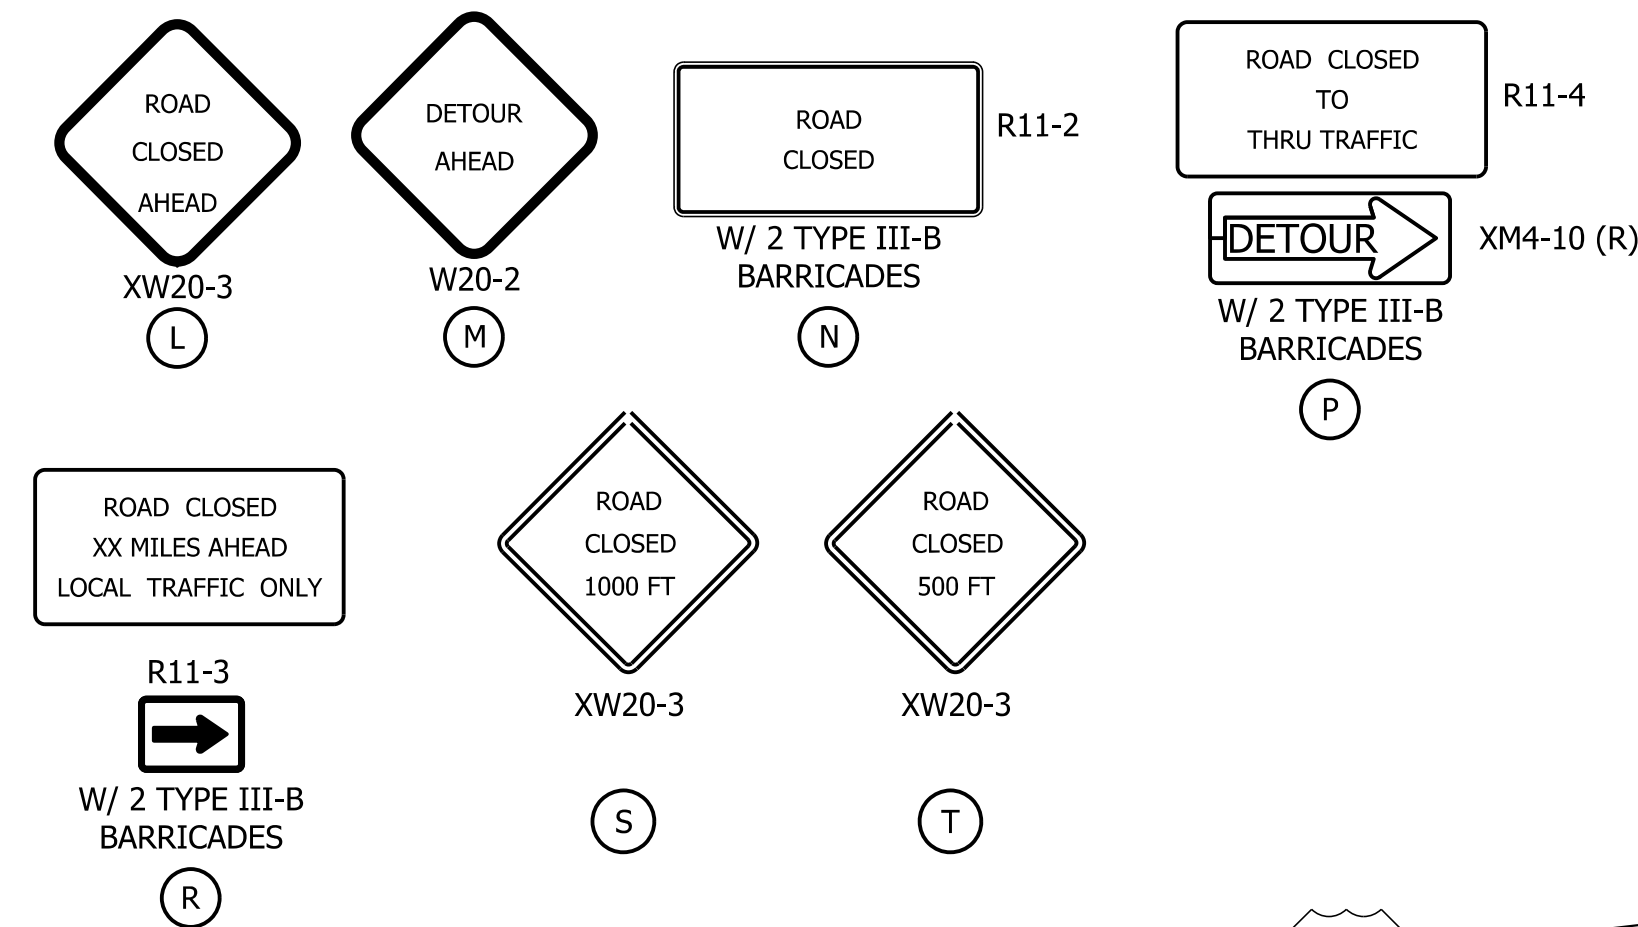 ROAD
CLOSED
AHEAD
XW20-3
L
DETOUR
AHEAD
W20-2
M
ROAD
CLOSED
R11-2
W/ 2 TYPE III-B
BARRICADES
N
ROAD CLOSED
TO
THRU TRAFFIC
R11-4
DETOUR
XM4-10 (R)
W/ 2 TYPE III-B
BARRICADES
P
ROAD CLOSED
XX MILES AHEAD
LOCAL TRAFFIC ONLY
R11-3
W/ 2 TYPE III-B
BARRICADES
R
ROAD
CLOSED
1000 FT
XW20-3
S
ROAD
CLOSED
500 FT
XW20-3
T